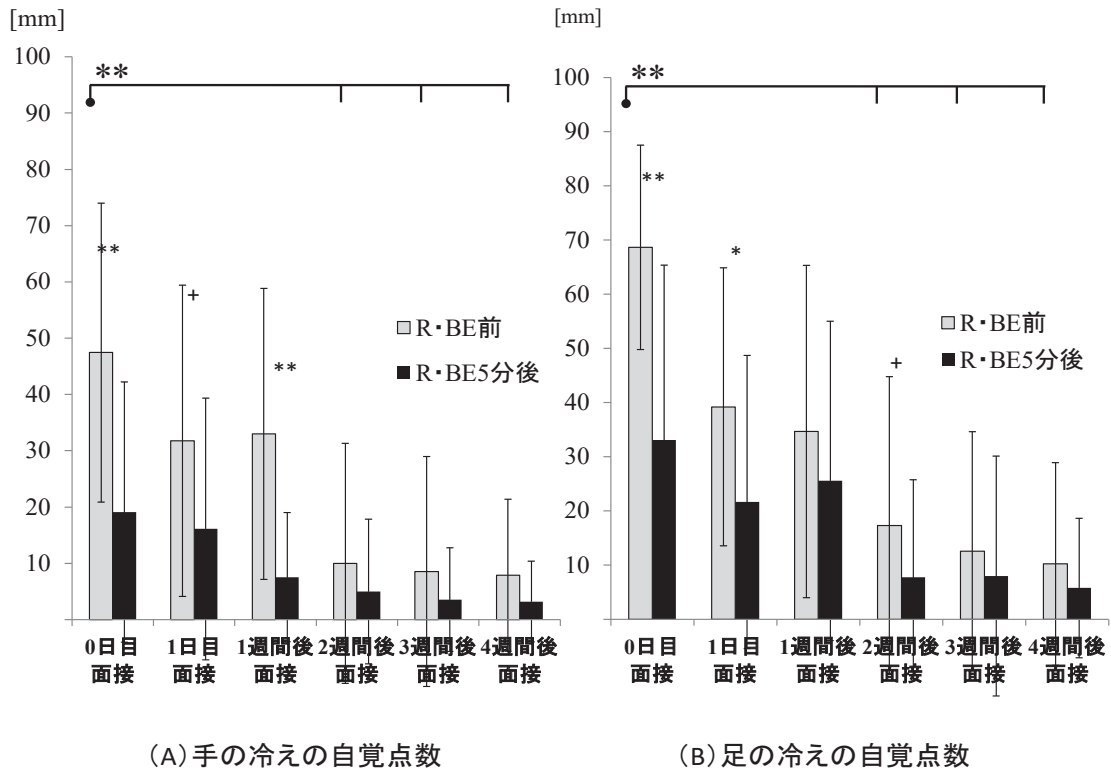 [mm]
100
90
80
70
60
50
40
30
20
10
**
**
+
**
R・BE前
R・BE5分後
0日目
面接
1日目
面接
1週間後
面接
2週間後
面接
3週間後
面接
4週間後
面接
(A)手の冷えの自覚点数
[mm]
100
90
80
70
60
50
40
30
20
10
**
**
*
+
R・BE前
R・BE5分後
0日目
面接
1日目
面接
1週間後
面接
2週間後
面接
3週間後
面接
4週間後
面接
(B)足の冷えの自覚点数